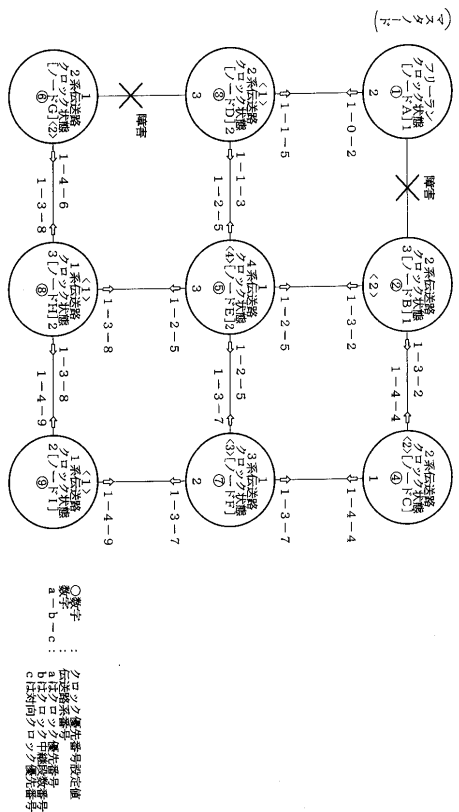 (マスタノード)
フリーラン
クロック状態
[ノードA] 1
①
2
障害
2系伝送路
クロック状態
3[ノードB] 1
②
<2>
2系伝送路
クロック状態
<2>[ノードC]
④
1
1-0-2
1-1-5
1-3-2
1-2-5
1-3-2
1-4-4
1-4-4
1-3-7
<1>
2系伝送路
クロック状態
[ノードD] 2
③
3
1-1-3
1-2-5
1
4系伝送路
クロック状態
<4>[ノードE] 2
⑤
3
1-2-5
1-3-7
1
3系伝送路
クロック状態
<3>[ノードF]
⑦
2
障害
1-2-5
1-3-8
1-3-7
1-4-9
1
2系伝送路
クロック状態
[ノードG]<2>
⑥
1-4-6
1-3-8
<1>
1系伝送路
クロック状態
3[ノードH] 2
⑧
1-3-8
1-4-9
<1>
1系伝送路
クロック状態
2[ノードI]
⑨
○数字 : クロック優先番号設定値
数字 : 伝送路系番号
a-b-c : aはクロック優先番号
bはクロック中継段数番号
cは対向クロック優先番号